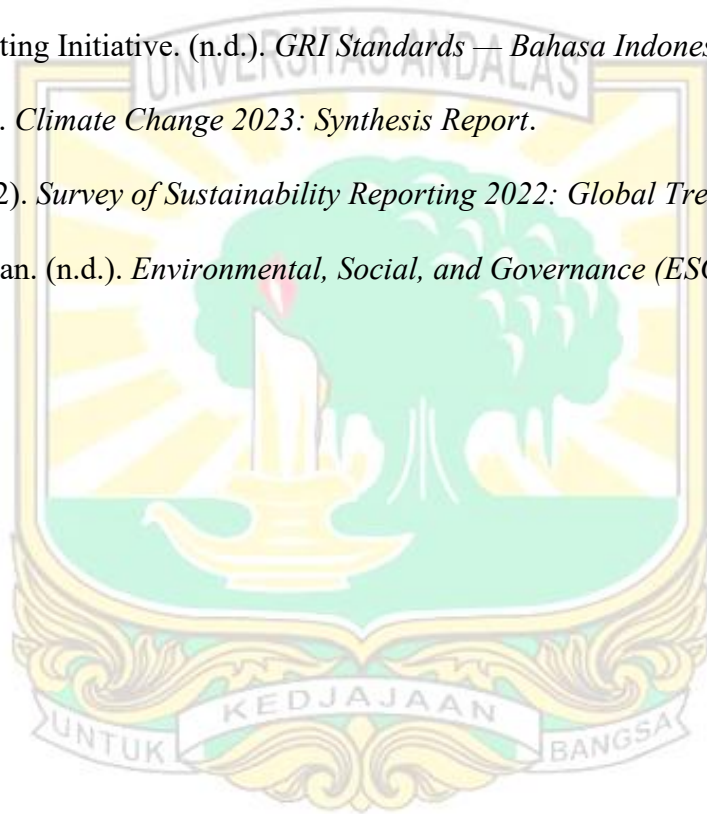 ting Initiative. (n.d.). GRI Standards — Bahasa Indones
UNIVERSITAS ANDALAS
. Climate Change 2023: Synthesis Report.
2). Survey of Sustainability Reporting 2022: Global Tre
an. (n.d.). Environmental, Social, and Governance (ESG
UNTUK KEDJAJAAN BANGSA